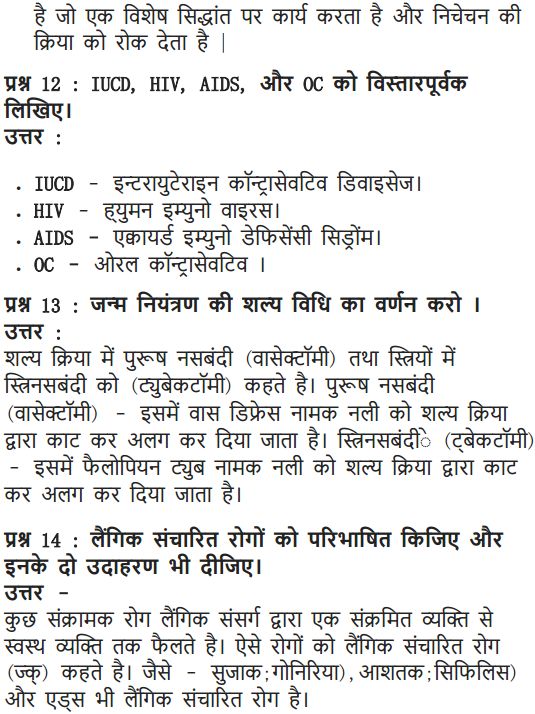 है जो एक विशेष सिद्धांत पर कार्य करता है और निचेचन की
क्रिया को रोक देता है |
प्रश्न 12 : IUCD, HIV, AIDS, और OC को विस्तारपूर्वक
लिखिए।
उत्तर :
. IUCD - इन्टरायुटेराइन कॉन्ट्रासेवटिव डिवाइसेज।
. HIV - ह्युमन इम्युनो वाइरस।
. AIDS - एक्वायर्ड इम्युनो डेफिसेंसी सिड्रोंम।
. OC - ओरल कॉन्ट्रासेवटिव ।
प्रश्न 13 : जन्म नियंत्रण की शल्य विधि का वर्णन करो ।
उत्तर :
शल्य क्रिया में पुरूष नसबंदी (वासेक्टॉमी) तथा स्त्रियों में
स्त्रिनसबंदी को (ट्युबेकटॉमी) कहते है। पुरूष नसबंदी
(वासेक्टॉमी) - इसमें वास डिफ्रेस नामक नली को शल्य क्रिया
द्वारा काट कर अलग कर दिया जाता है। स्त्रिनसबंदीे (ट्बेकटॉमी)
- इसमें फैलोपियन ट्युब नामक नली को शल्य क्रिया द्वारा काट
कर अलग कर दिया जाता है।
प्रश्न 14 : लैंगिक संचारित रोगों को परिभाषित किजिए और
इनके दो उदाहरण भी दीजिए।
उत्तर -
कुछ संक्रामक रोग लैंगिक संसर्ग द्वारा एक संक्रमित व्यक्ति से
स्वस्थ व्यक्ति तक फैलते है। ऐसे रोगों को लैंगिक संचारित रोग
(ज्क्) कहते है। जैसे - सुजाक;गोनिरिया),आशतक;सिफिलिस)
और एड्स भी लैंगिक संचारित रोग है।